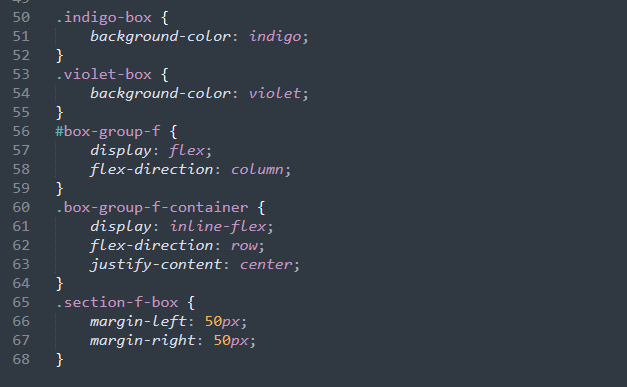 50 .indigo-box {
51 background-color: indigo;
52 }
53 .violet-box {
54 background-color: violet;
55 }
56 #box-group-f {
57 display: flex;
58 flex-direction: column;
59 }
60 .box-group-f-container {
61 display: inline-flex;
62 flex-direction: row;
63 justify-content: center;
64 }
65 .section-f-box {
66 margin-left: 50px;
67 margin-right: 50px;
68 }